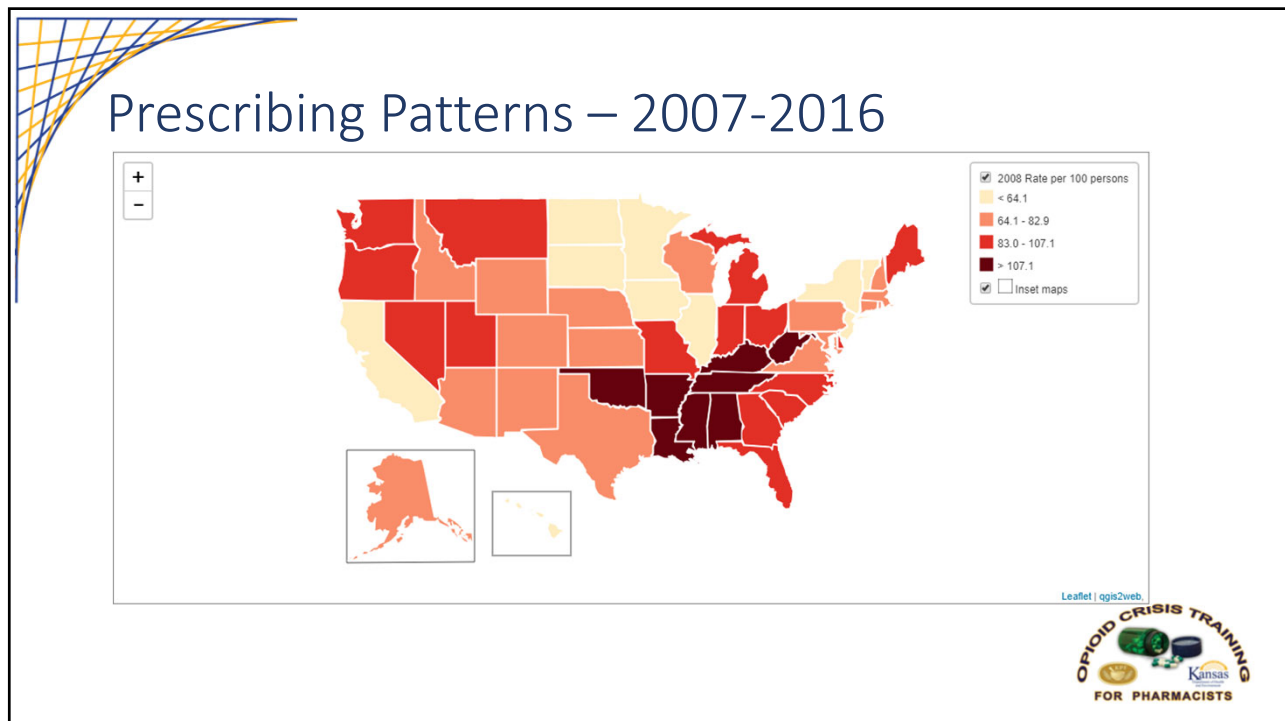 Prescribing Patterns – 2007-2016
+
−
2008 Rate per 100 persons
< 64.1
64.1 - 82.9
83.0 - 107.1
> 107.1
Inset maps
Leaflet | qgis2web,
OPIOID CRISIS TRAINING
Kansas
FOR PHARMACISTS